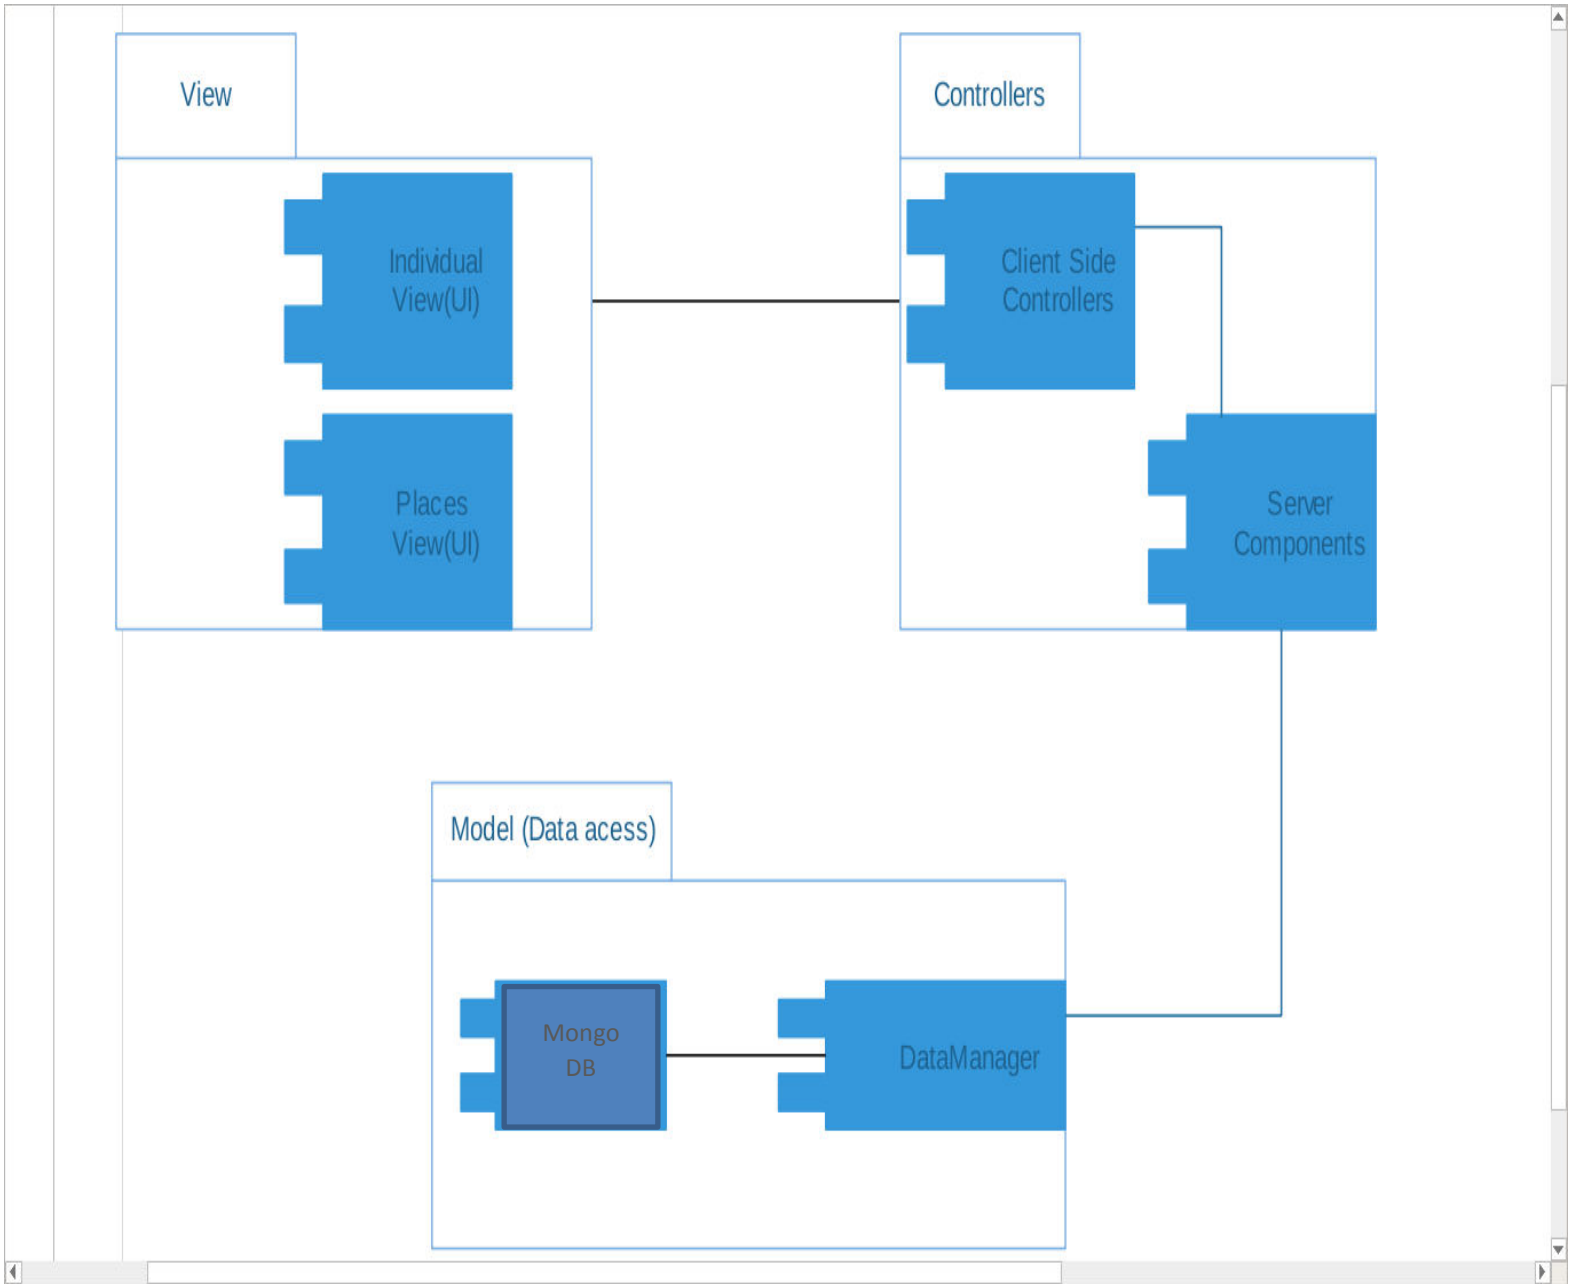 View
Controllers
Individual
View(UI)
Client Side
Controllers
Places
View(UI)
Server
Components
Model (Data acess)
Mongo
DB
DataManager